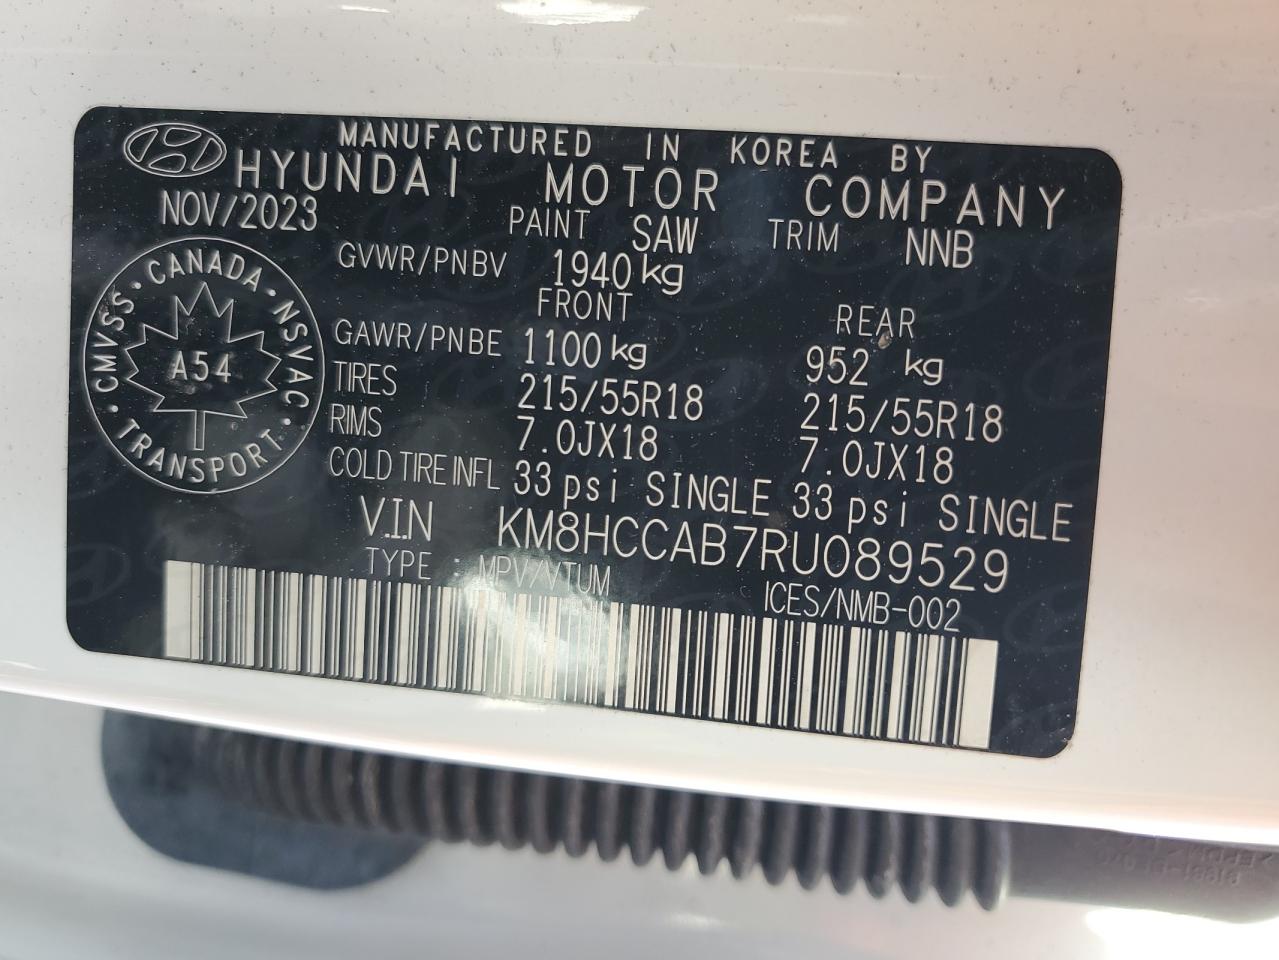 MANUFACTURED IN KOREA BY
HYUNDAI MOTOR COMPANY
NOV/2023 PAINT SAW TRIM NNB
GVWR/PNBV 1940 kg
FRONT REAR
GAWR/PNBE 1100 kg 952 kg
TIRES 215/55R18 215/55R18
RIMS 7.0JX18 7.0JX18
COLD TIRE INFL 33 psi SINGLE 33 psi SINGLE
V.I.N KM8HCCAB7RU089529
TYPE MPV/VTUM ICES/NMB-002
CMVSS · CANADA · NSVAC · TRANSPORT ·
A54